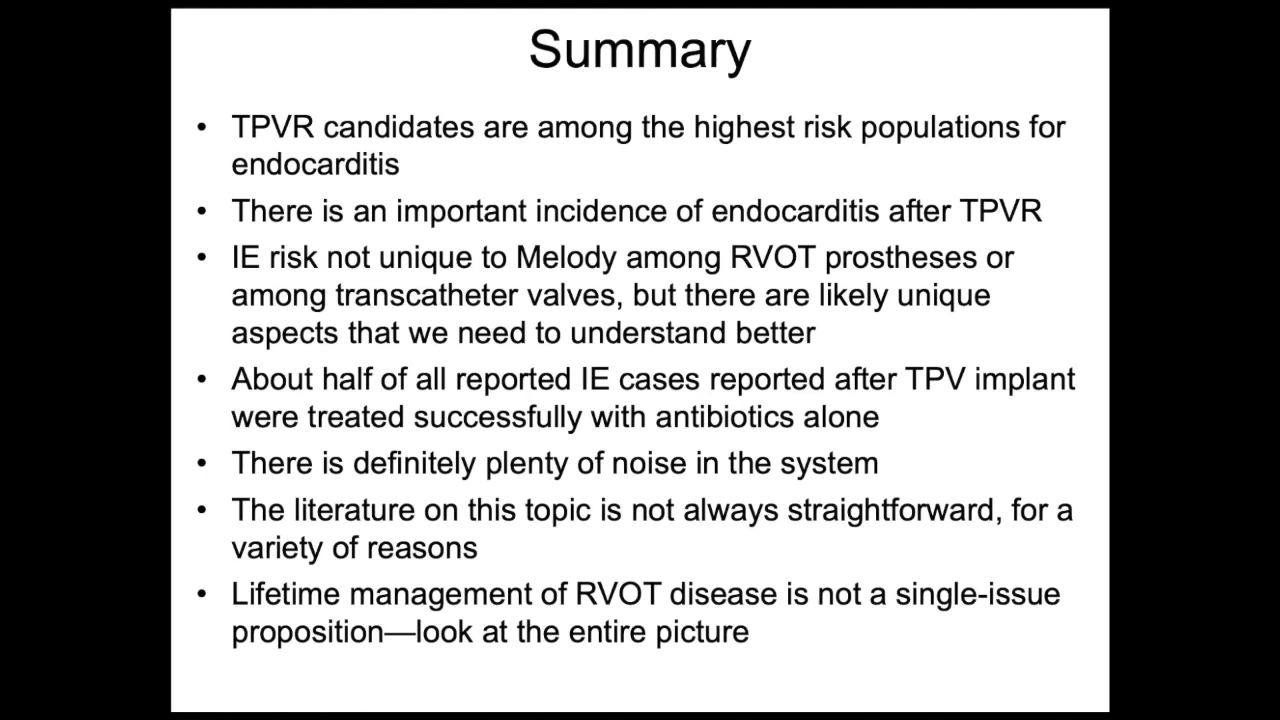 Summary
• TPVR candidates are among the highest risk populations for
endocarditis
• There is an important incidence of endocarditis after TPVR
• IE risk not unique to Melody among RVOT prostheses or
among transcatheter valves, but there are likely unique
aspects that we need to understand better
• About half of all reported IE cases reported after TPV implant
were treated successfully with antibiotics alone
• There is definitely plenty of noise in the system
• The literature on this topic is not always straightforward, for a
variety of reasons
• Lifetime management of RVOT disease is not a single-issue
proposition—look at the entire picture